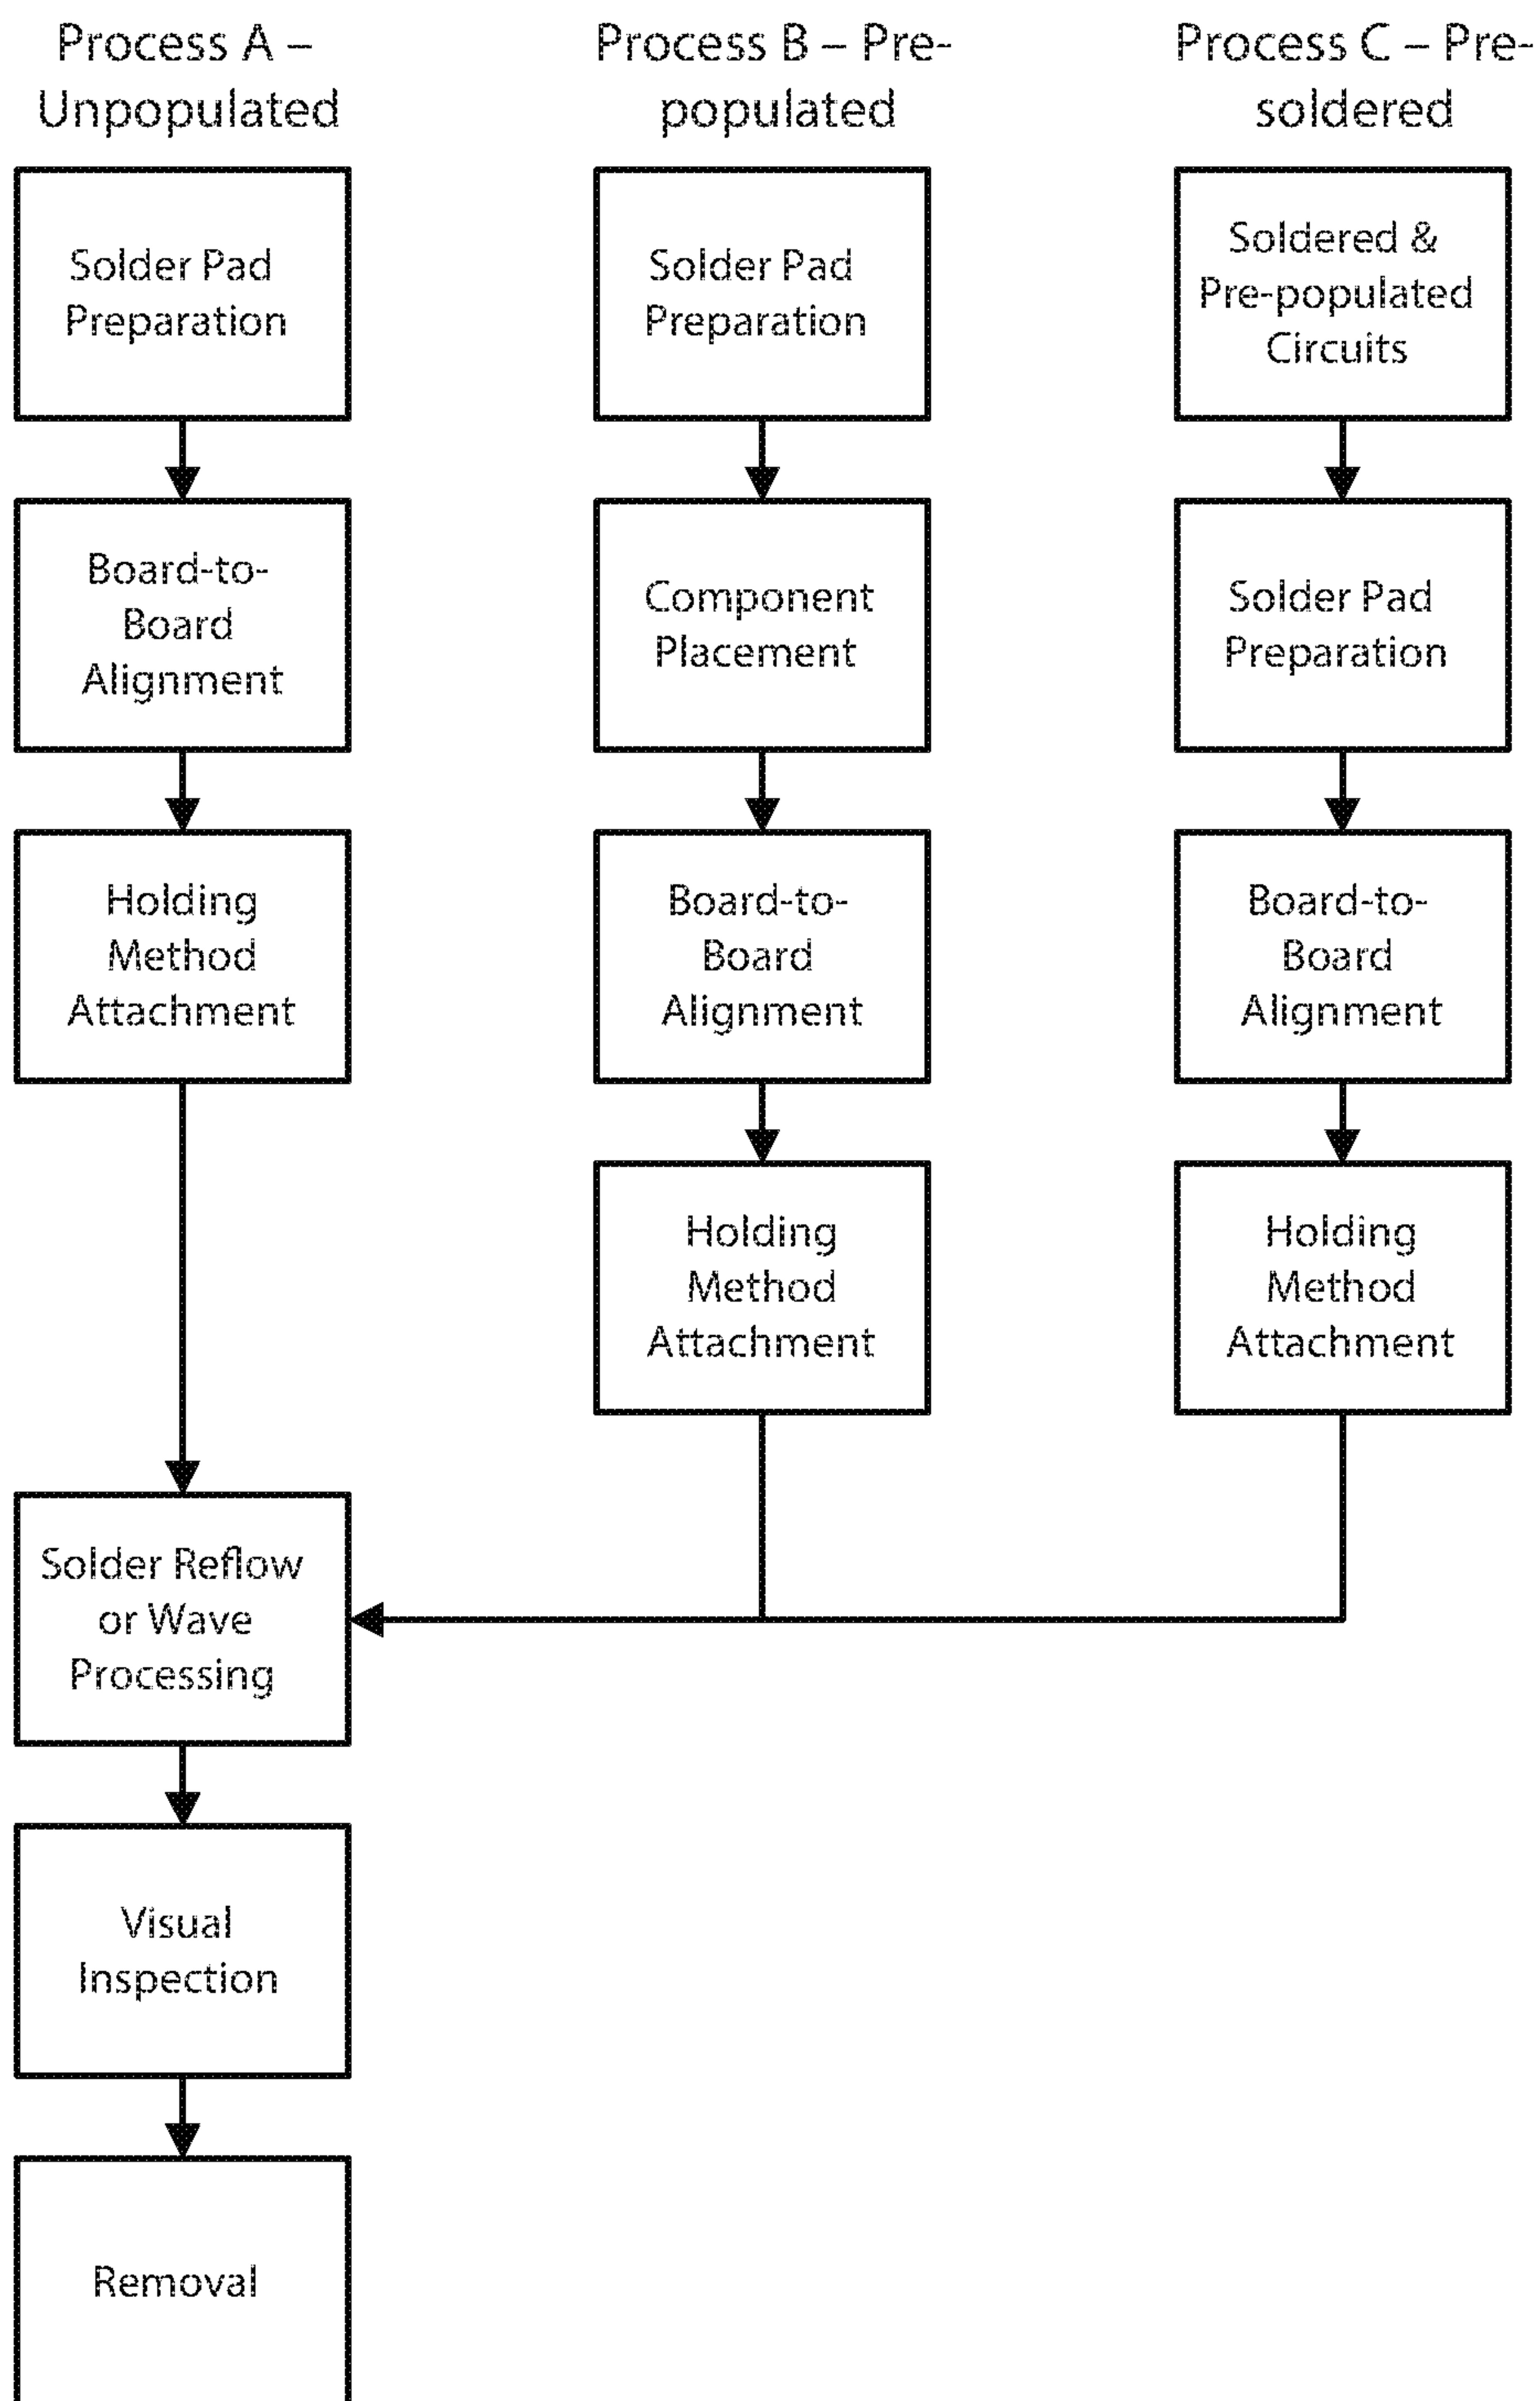 Process A –
Unpopulated
Solder Pad
Preparation
Board-to-
Board
Alignment
Holding
Method
Attachment
Solder Reflow
or Wave
Processing
Visual
Inspection
Removal
Process B – Pre-
populated
Solder Pad
Preparation
Component
Placement
Board-to-
Board
Alignment
Holding
Method
Attachment
Process C – Pre-
soldered
Soldered &
Pre-populated
Circuits
Solder Pad
Preparation
Board-to-
Board
Alignment
Holding
Method
Attachment